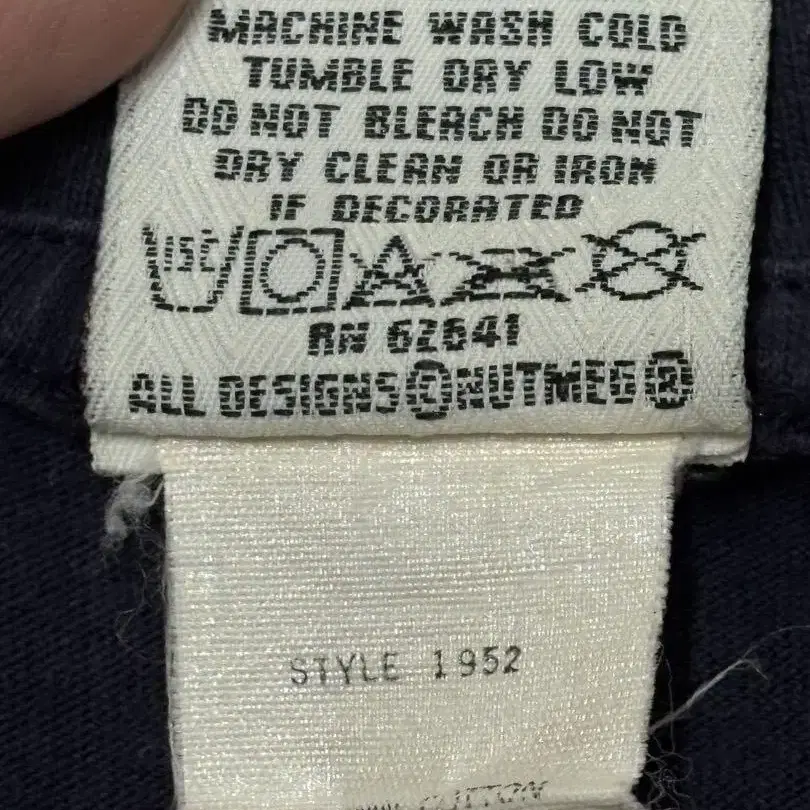 MACHINE WASH COLD
TUMBLE DRY LOW
DO NOT BLEACH DO NOT
DRY CLEAN OR IRON
IF DECORATED
RN 62641
ALL DESIGNS©NUTMEG®
STYLE 1952
COTTON